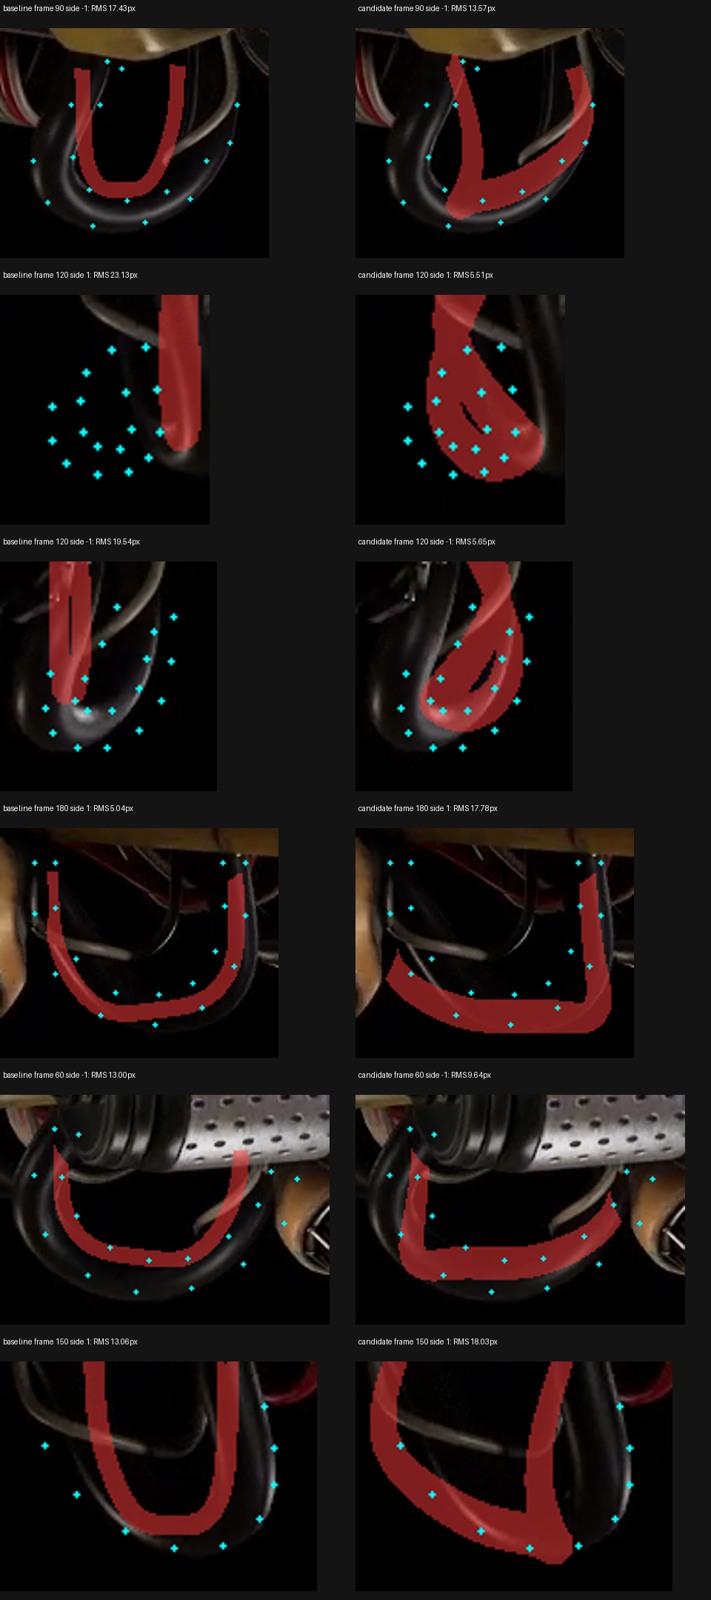 baseline frame 90 side -1: RMS 17.43px
candidate frame 90 side -1: RMS 13.57px
baseline frame 120 side 1: RMS 23.13px
candidate frame 120 side 1: RMS 5.51px
baseline frame 120 side -1: RMS 19.54px
candidate frame 120 side -1: RMS 5.65px
baseline frame 180 side 1: RMS 5.04px
candidate frame 180 side 1: RMS 17.78px
baseline frame 60 side -1: RMS 13.00px
candidate frame 60 side -1: RMS 9.64px
baseline frame 150 side 1: RMS 13.06px
candidate frame 150 side 1: RMS 18.03px